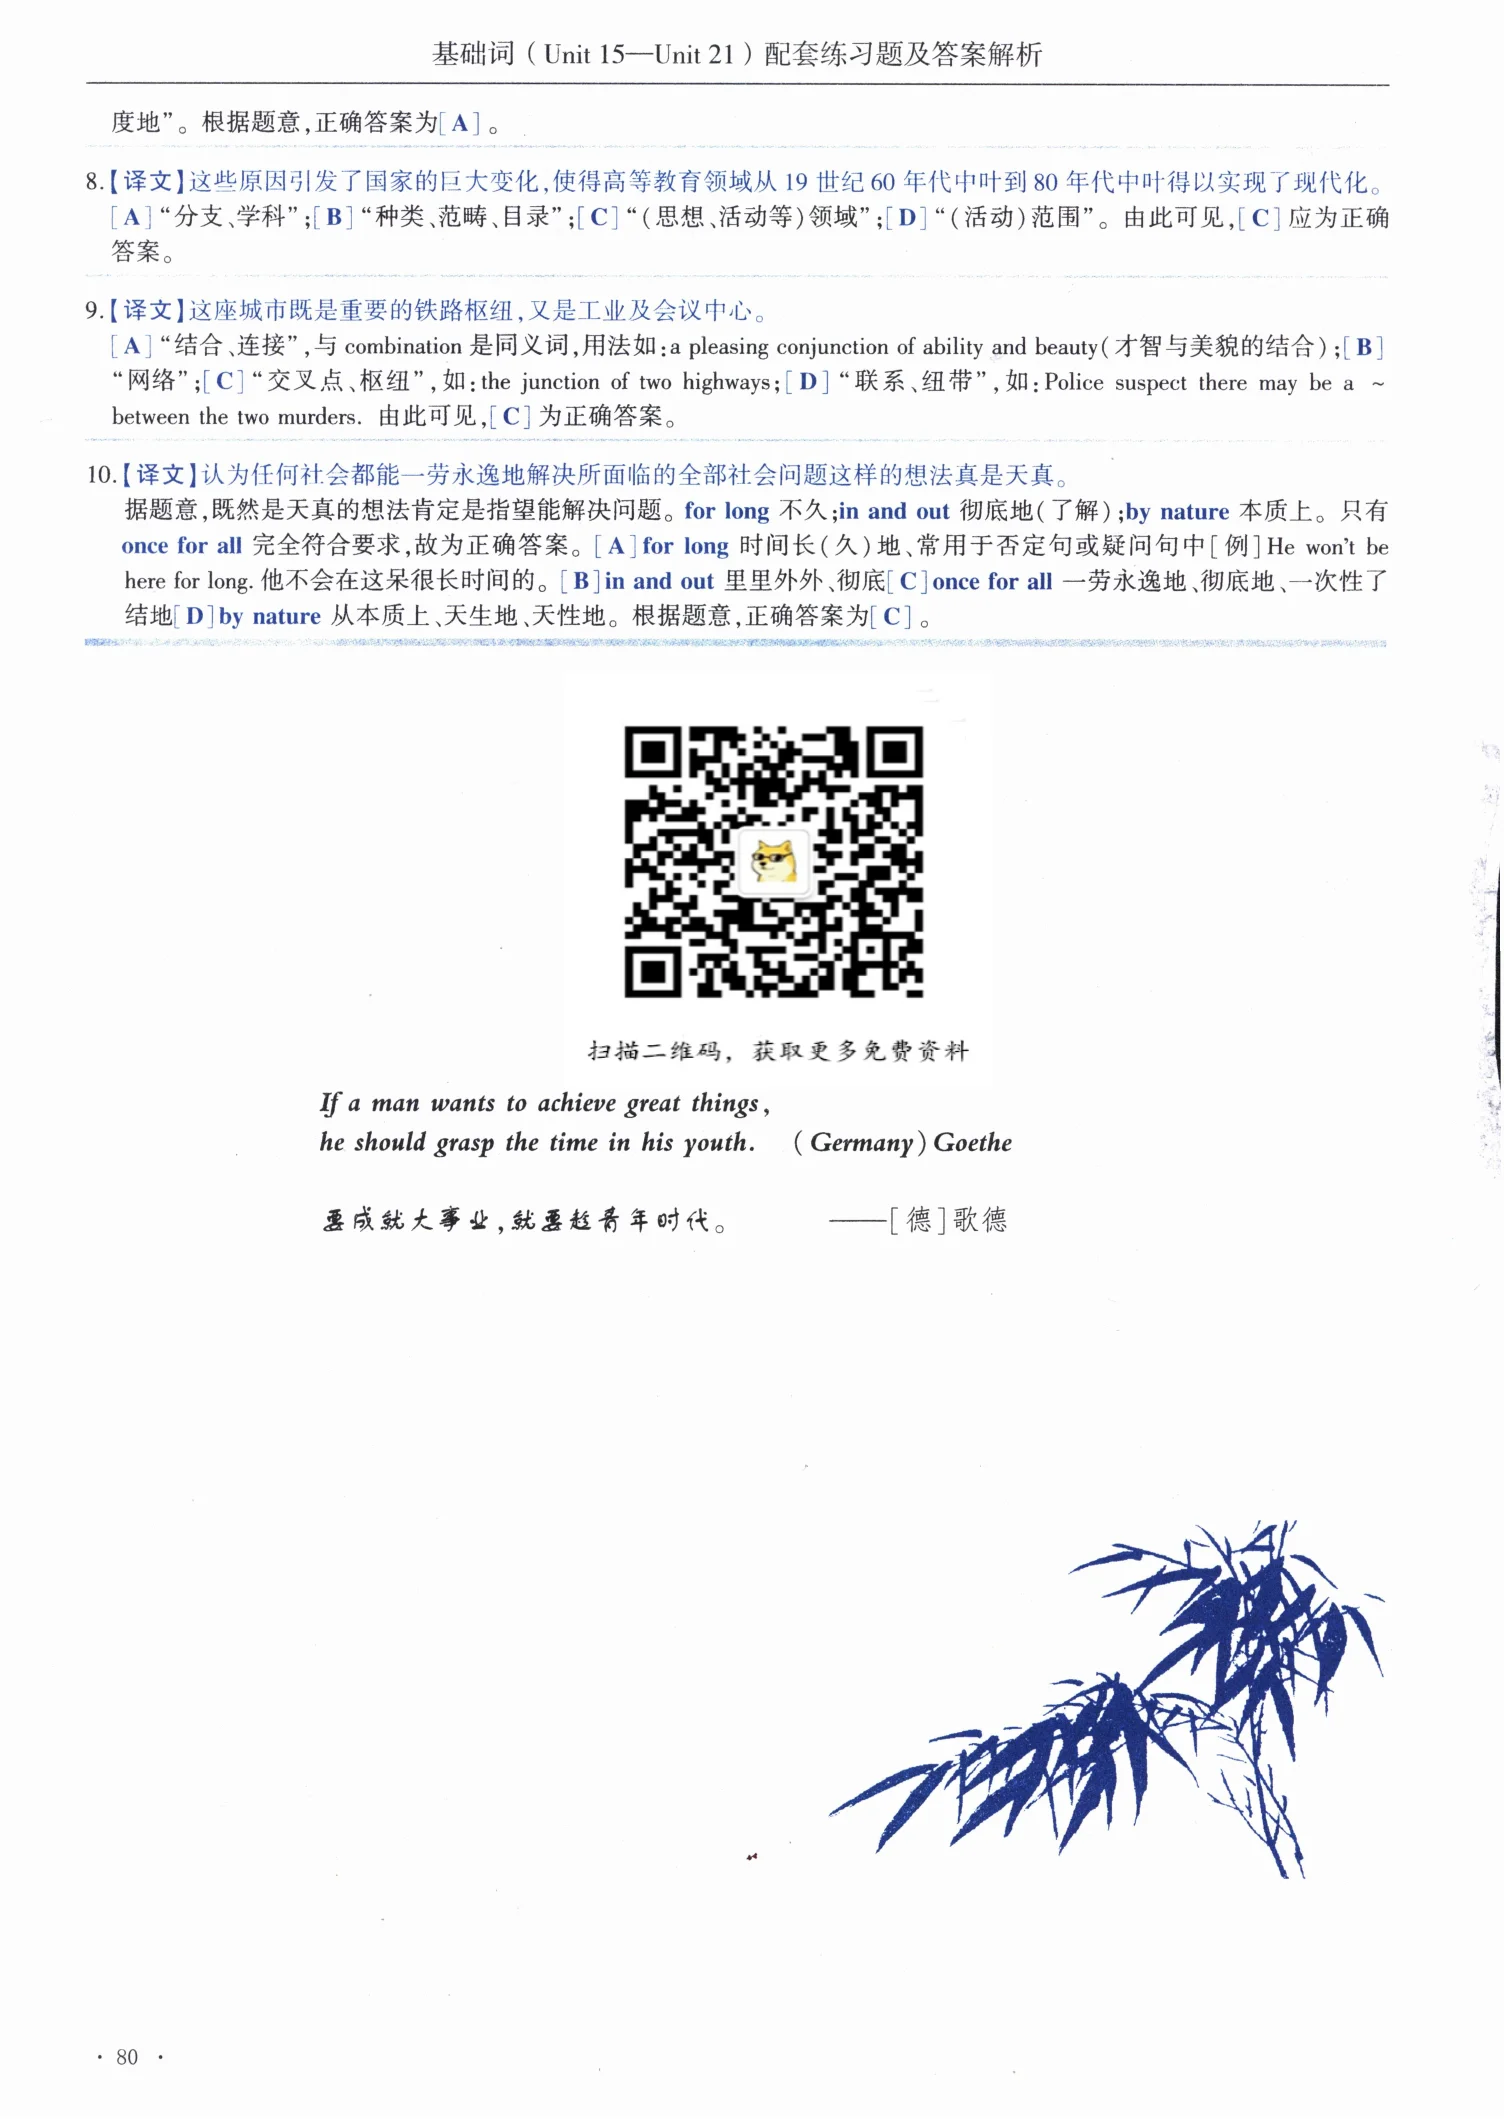 基础词（Unit 15—Unit 21）配套练习题及答案解析
度地”。根据题意,正确答案为[A]。
8.【译文】这些原因引发了国家的巨大变化,使得高等教育领域从 19 世纪 60 年代中叶到 80 年代中叶得以实现了现代化。
[A]“分支、学科”;[B]“种类、范畴、目录”;[C]“(思想、活动等)领域”;[D]“(活动)范围”。由此可见,[C]应为正确
答案。
9.【译文】这座城市既是重要的铁路枢纽,又是工业及会议中心。
[A]“结合、连接”,与 combination 是同义词,用法如:a pleasing conjunction of ability and beauty(才智与美貌的结合);[B]
“网络”;[C]“交叉点、枢纽”,如:the junction of two highways;[D]“联系、纽带”,如:Police suspect there may be a ~
between the two murders. 由此可见,[C]为正确答案。
10.【译文】认为任何社会都能一劳永逸地解决所面临的全部社会问题这样的想法真是天真。
据题意,既然是天真的想法肯定是指望能解决问题。for long 不久;in and out 彻底地(了解);by nature 本质上。只有
once for all 完全符合要求,故为正确答案。[A]for long 时间长(久)地、常用于否定句或疑问句中[例]He won't be
here for long. 他不会在这呆很长时间的。[B]in and out 里里外外、彻底[C]once for all 一劳永逸地、彻底地、一次性了
结地[D]by nature 从本质上、天生地、天性地。根据题意,正确答案为[C]。
扫描二维码，获取更多免费资料
If a man wants to achieve great things,
he should grasp the time in his youth. (Germany) Goethe
要成就大事业,就要趁青年时代。 ——[德]歌德
· 80 ·